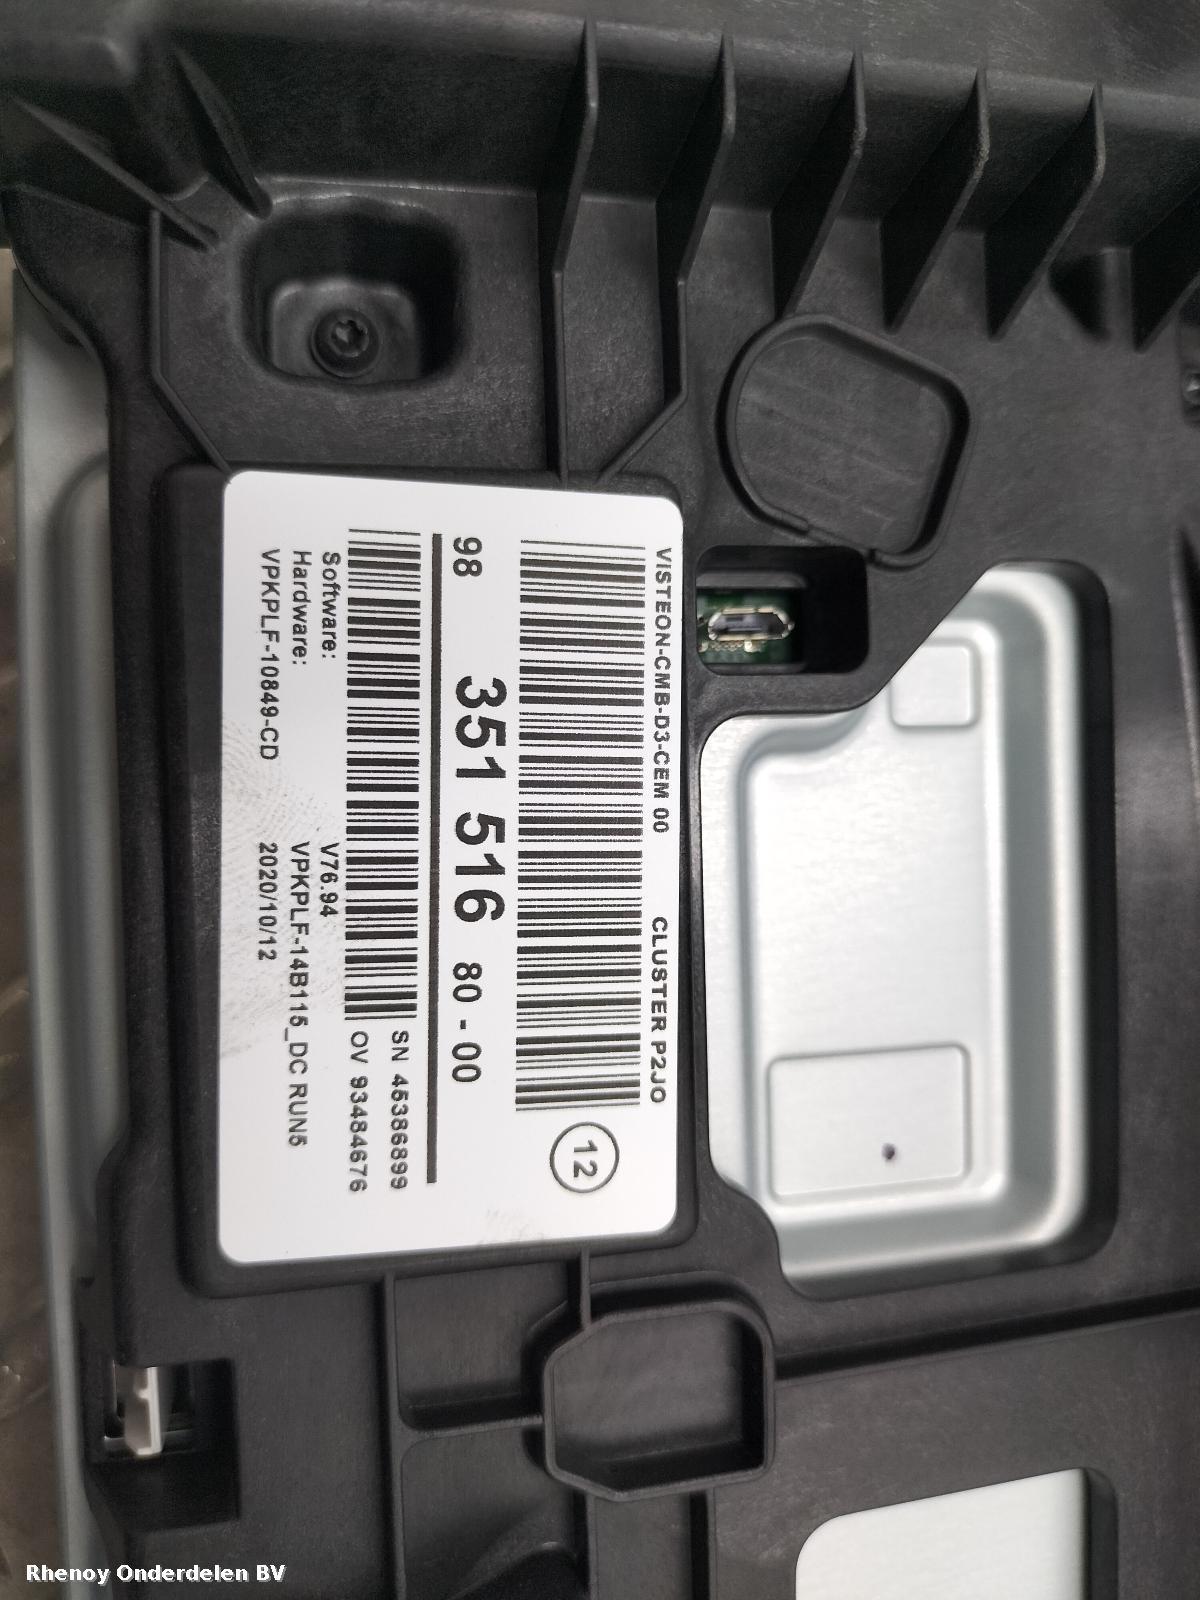 VISTEON-CMB-D3-CEM 00 CLUSTER P2JO
12
98 351 516 80 - 00
SN 45386899
OV 93484676
Software: V76.94
Hardware: VPKPLF-14B115_DC RUN5
VPKPLF-10849-CD 2020/10/12
Rhenoy Onderdelen BV